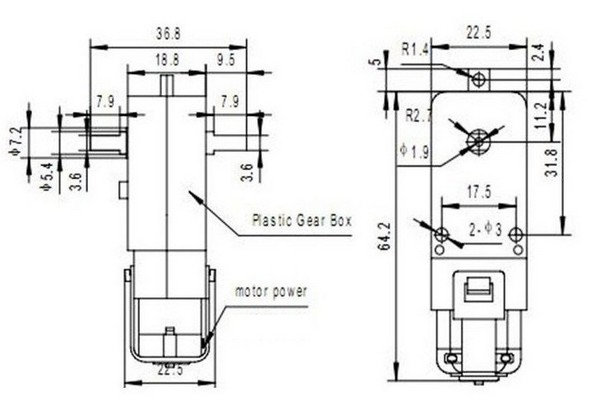 36.8
18.8
9.5
7.9
7.9
Φ7.2
Φ5.4
3.6
3.6
Plastic Gear Box
motor power
22.5
22.5
R1.4
2.4
5
R2.7
11.2
Φ1.9
31.8
17.5
2-Φ3
64.2